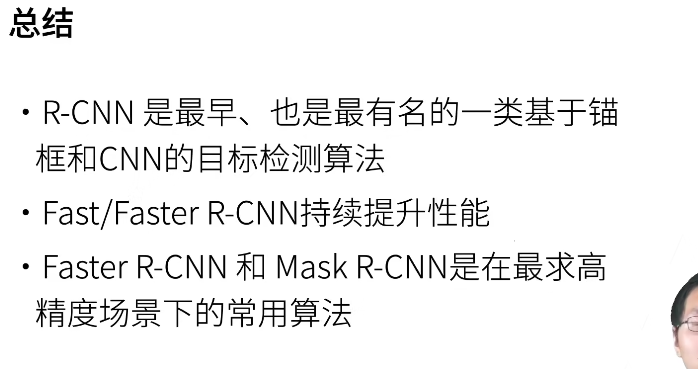 总结
• R-CNN 是最早、也是最有名的一类基于锚
框和CNN的目标检测算法
• Fast/Faster R-CNN持续提升性能
• Faster R-CNN 和 Mask R-CNN是在最求高
精度场景下的常用算法